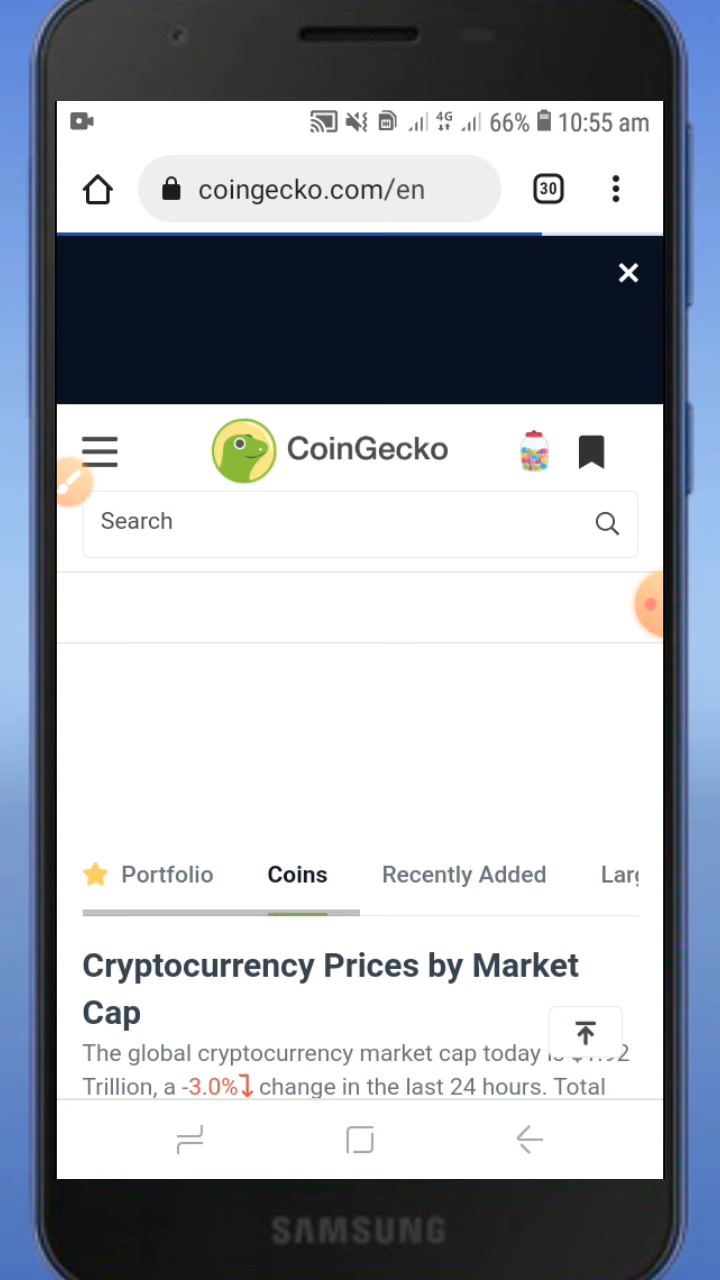 4G 66% 10:55 am
coingecko.com/en 30
×
CoinGecko
Search
Portfolio Coins Recently Added
Cryptocurrency Prices by Market
Cap
The global cryptocurrency market cap today
Trillion, a -3.0% change in the last 24 hours. Total
SAMSUNG